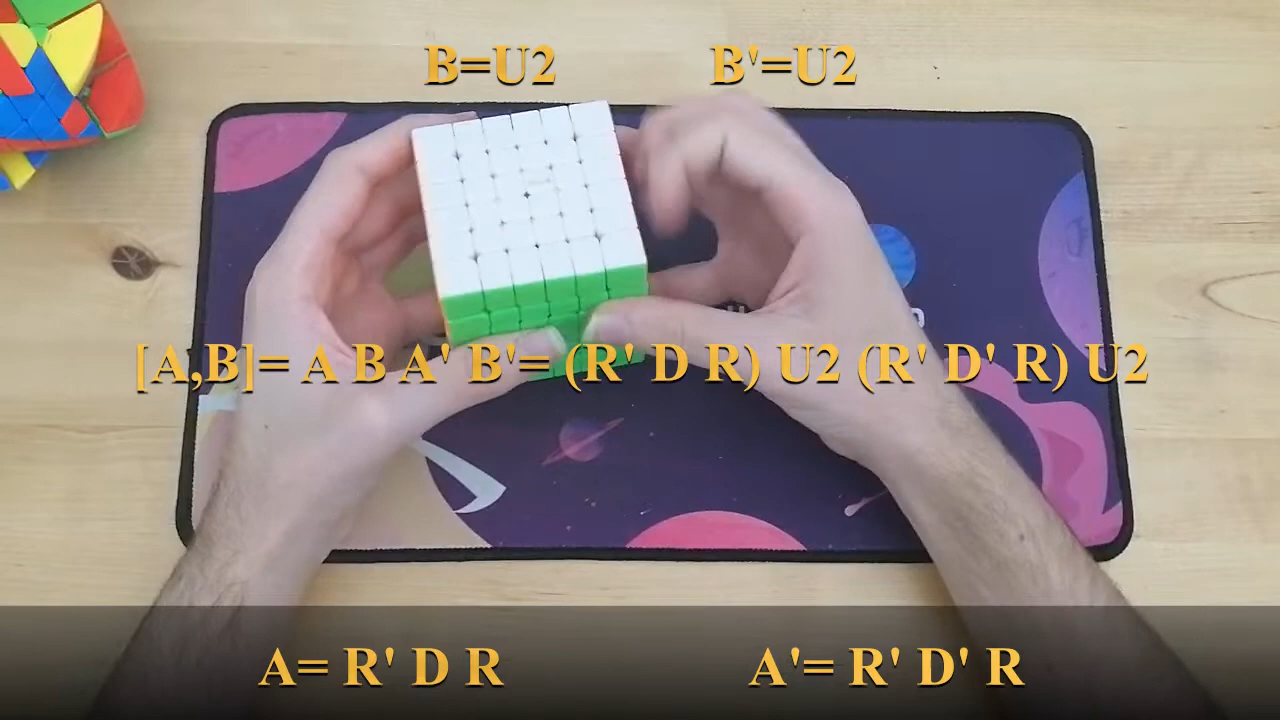 B=U2 B'=U2
[A,B]= A B A' B'= (R' D R) U2 (R' D' R) U2
A= R' D R A'= R' D' R